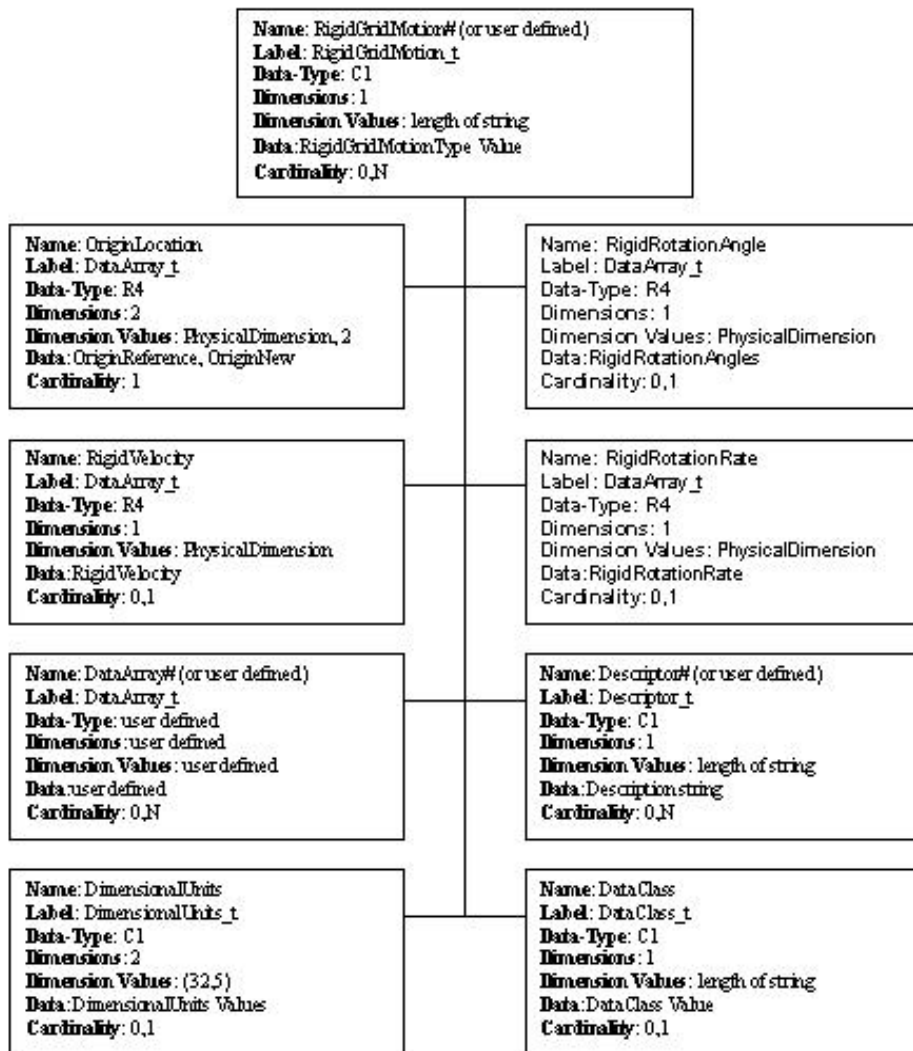 Name: RigidGridMotion# (or user defined)
Label: RigidGridMotion_t
Data-Type: C1
Dimensions: 1
Dimension Values: length of string
Data:RigidGridMotionType Value
Cardinality: 0,N
Name: OriginLocation
Label: DataArray_t
Data-Type: R4
Dimensions: 2
Dimension Values: PhysicalDimension, 2
Data: OriginReference, OriginNew
Cardinality: 1
Name: RigidRotationAngle
Label: DataArray_t
Data-Type: R4
Dimensions: 1
Dimension Values: PhysicalDimension
Data:RigidRotationAngles
Cardinality: 0,1
Name: RigidVelocity
Label: DataArray_t
Data-Type: R4
Dimensions: 1
Dimension Values: PhysicalDimension
Data:RigidVelocity
Cardinality: 0,1
Name: RigidRotationRate
Label: DataArray_t
Data-Type: R4
Dimensions: 1
Dimension Values: PhysicalDimension
Data:RigidRotationRate
Cardinality: 0,1
Name: DataArray# (or user defined)
Label: DataArray_t
Data-Type: user defined
Dimensions: user defined
Dimension Values: user defined
Data:user defined
Cardinality: 0,N
Name: Descriptor# (or user defined)
Label: Descriptor_t
Data-Type: C1
Dimensions: 1
Dimension Values: length of string
Data:Description string
Cardinality: 0,N
Name: DimensionalUnits
Label: DimensionalUnits_t
Data-Type: C1
Dimensions: 2
Dimension Values: (32,5)
Data:DimensionalUnits Values
Cardinality: 0,1
Name: DataClass
Label: DataClass_t
Data-Type: C1
Dimensions: 1
Dimension Values: length of string
Data:DataClass Value
Cardinality: 0,1